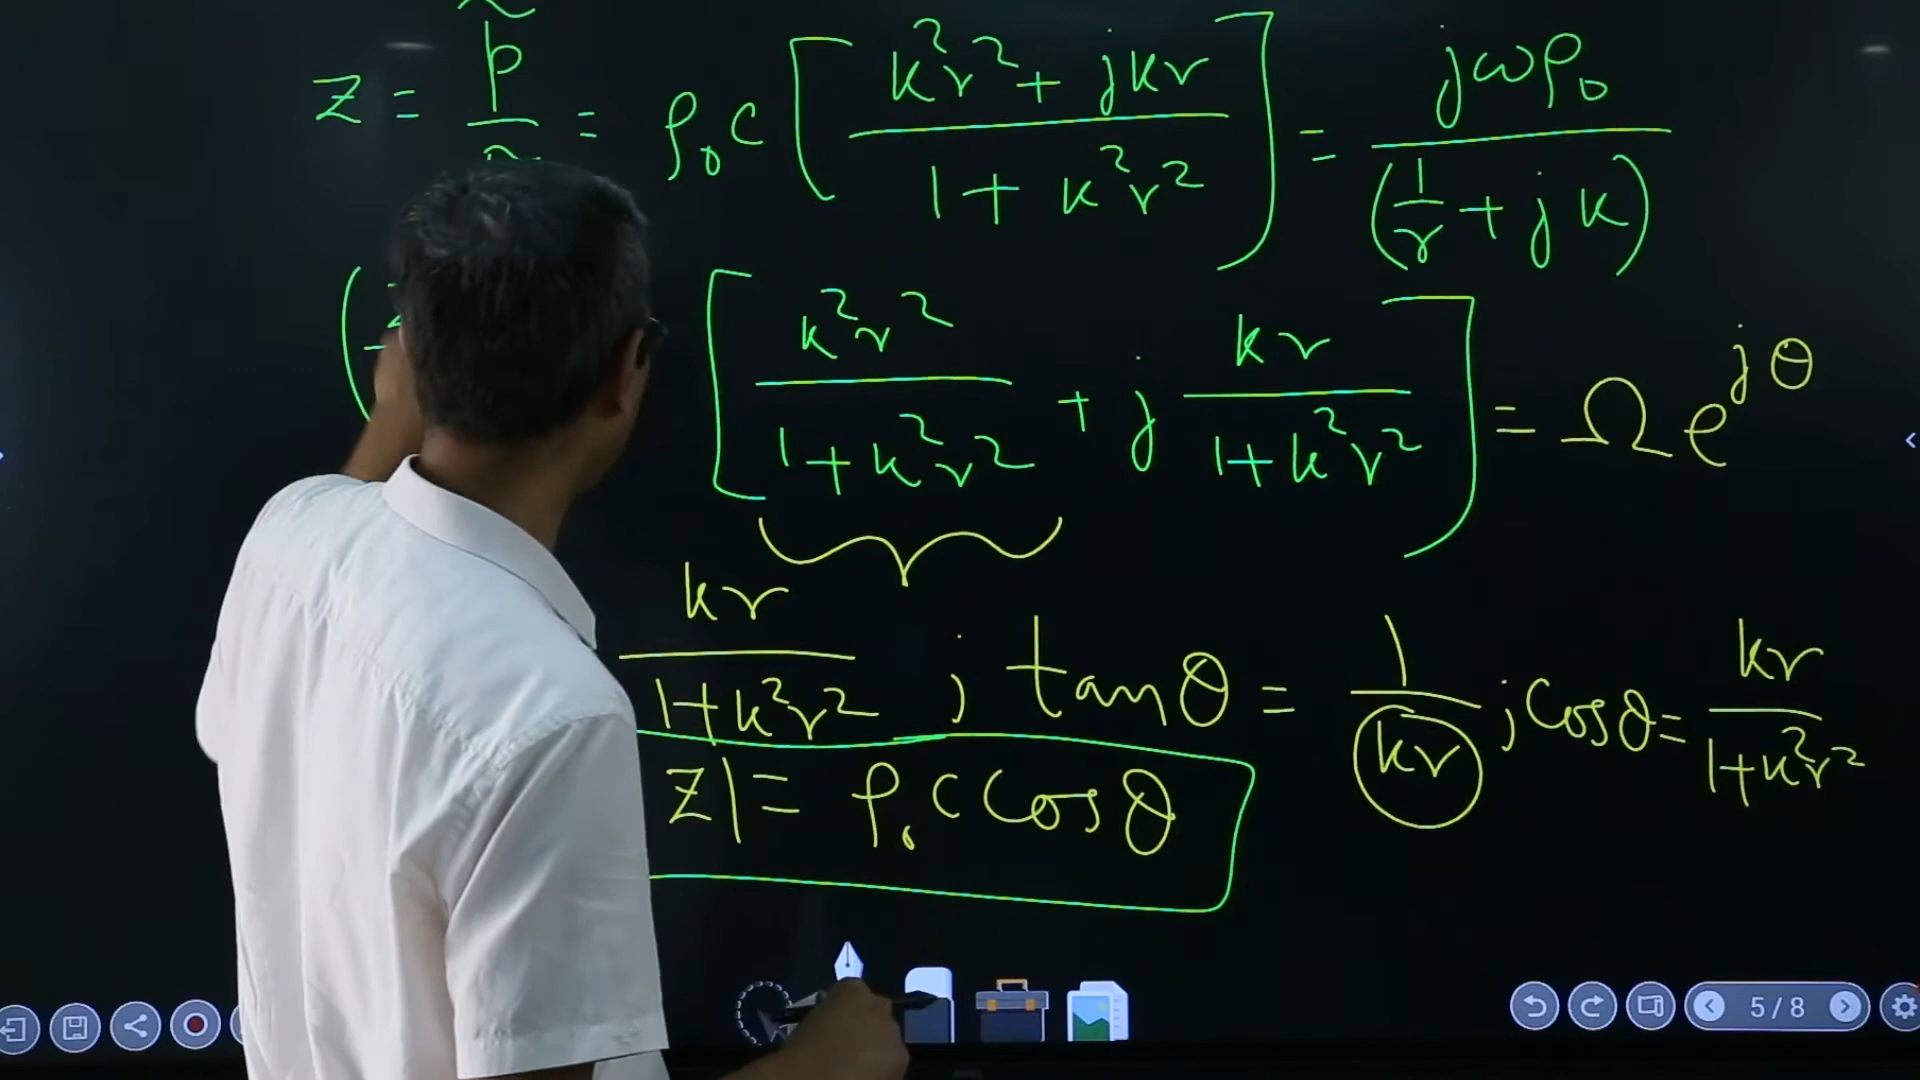 z = p̃ / ũ = ρ₀c [ (k²r² + jkr) / (1 + k²r²) ] = jωρ₀ / (1/r + jk)
[ k²r² / (1 + k²r²) + j kr / (1 + k²r²) ] = Ω e^{jθ}
kr / (1 + k²r²) ; tanθ = 1 / kr ; cosθ = kr / (1 + k²r²)
z| = ρ₀c cosθ
5 / 8